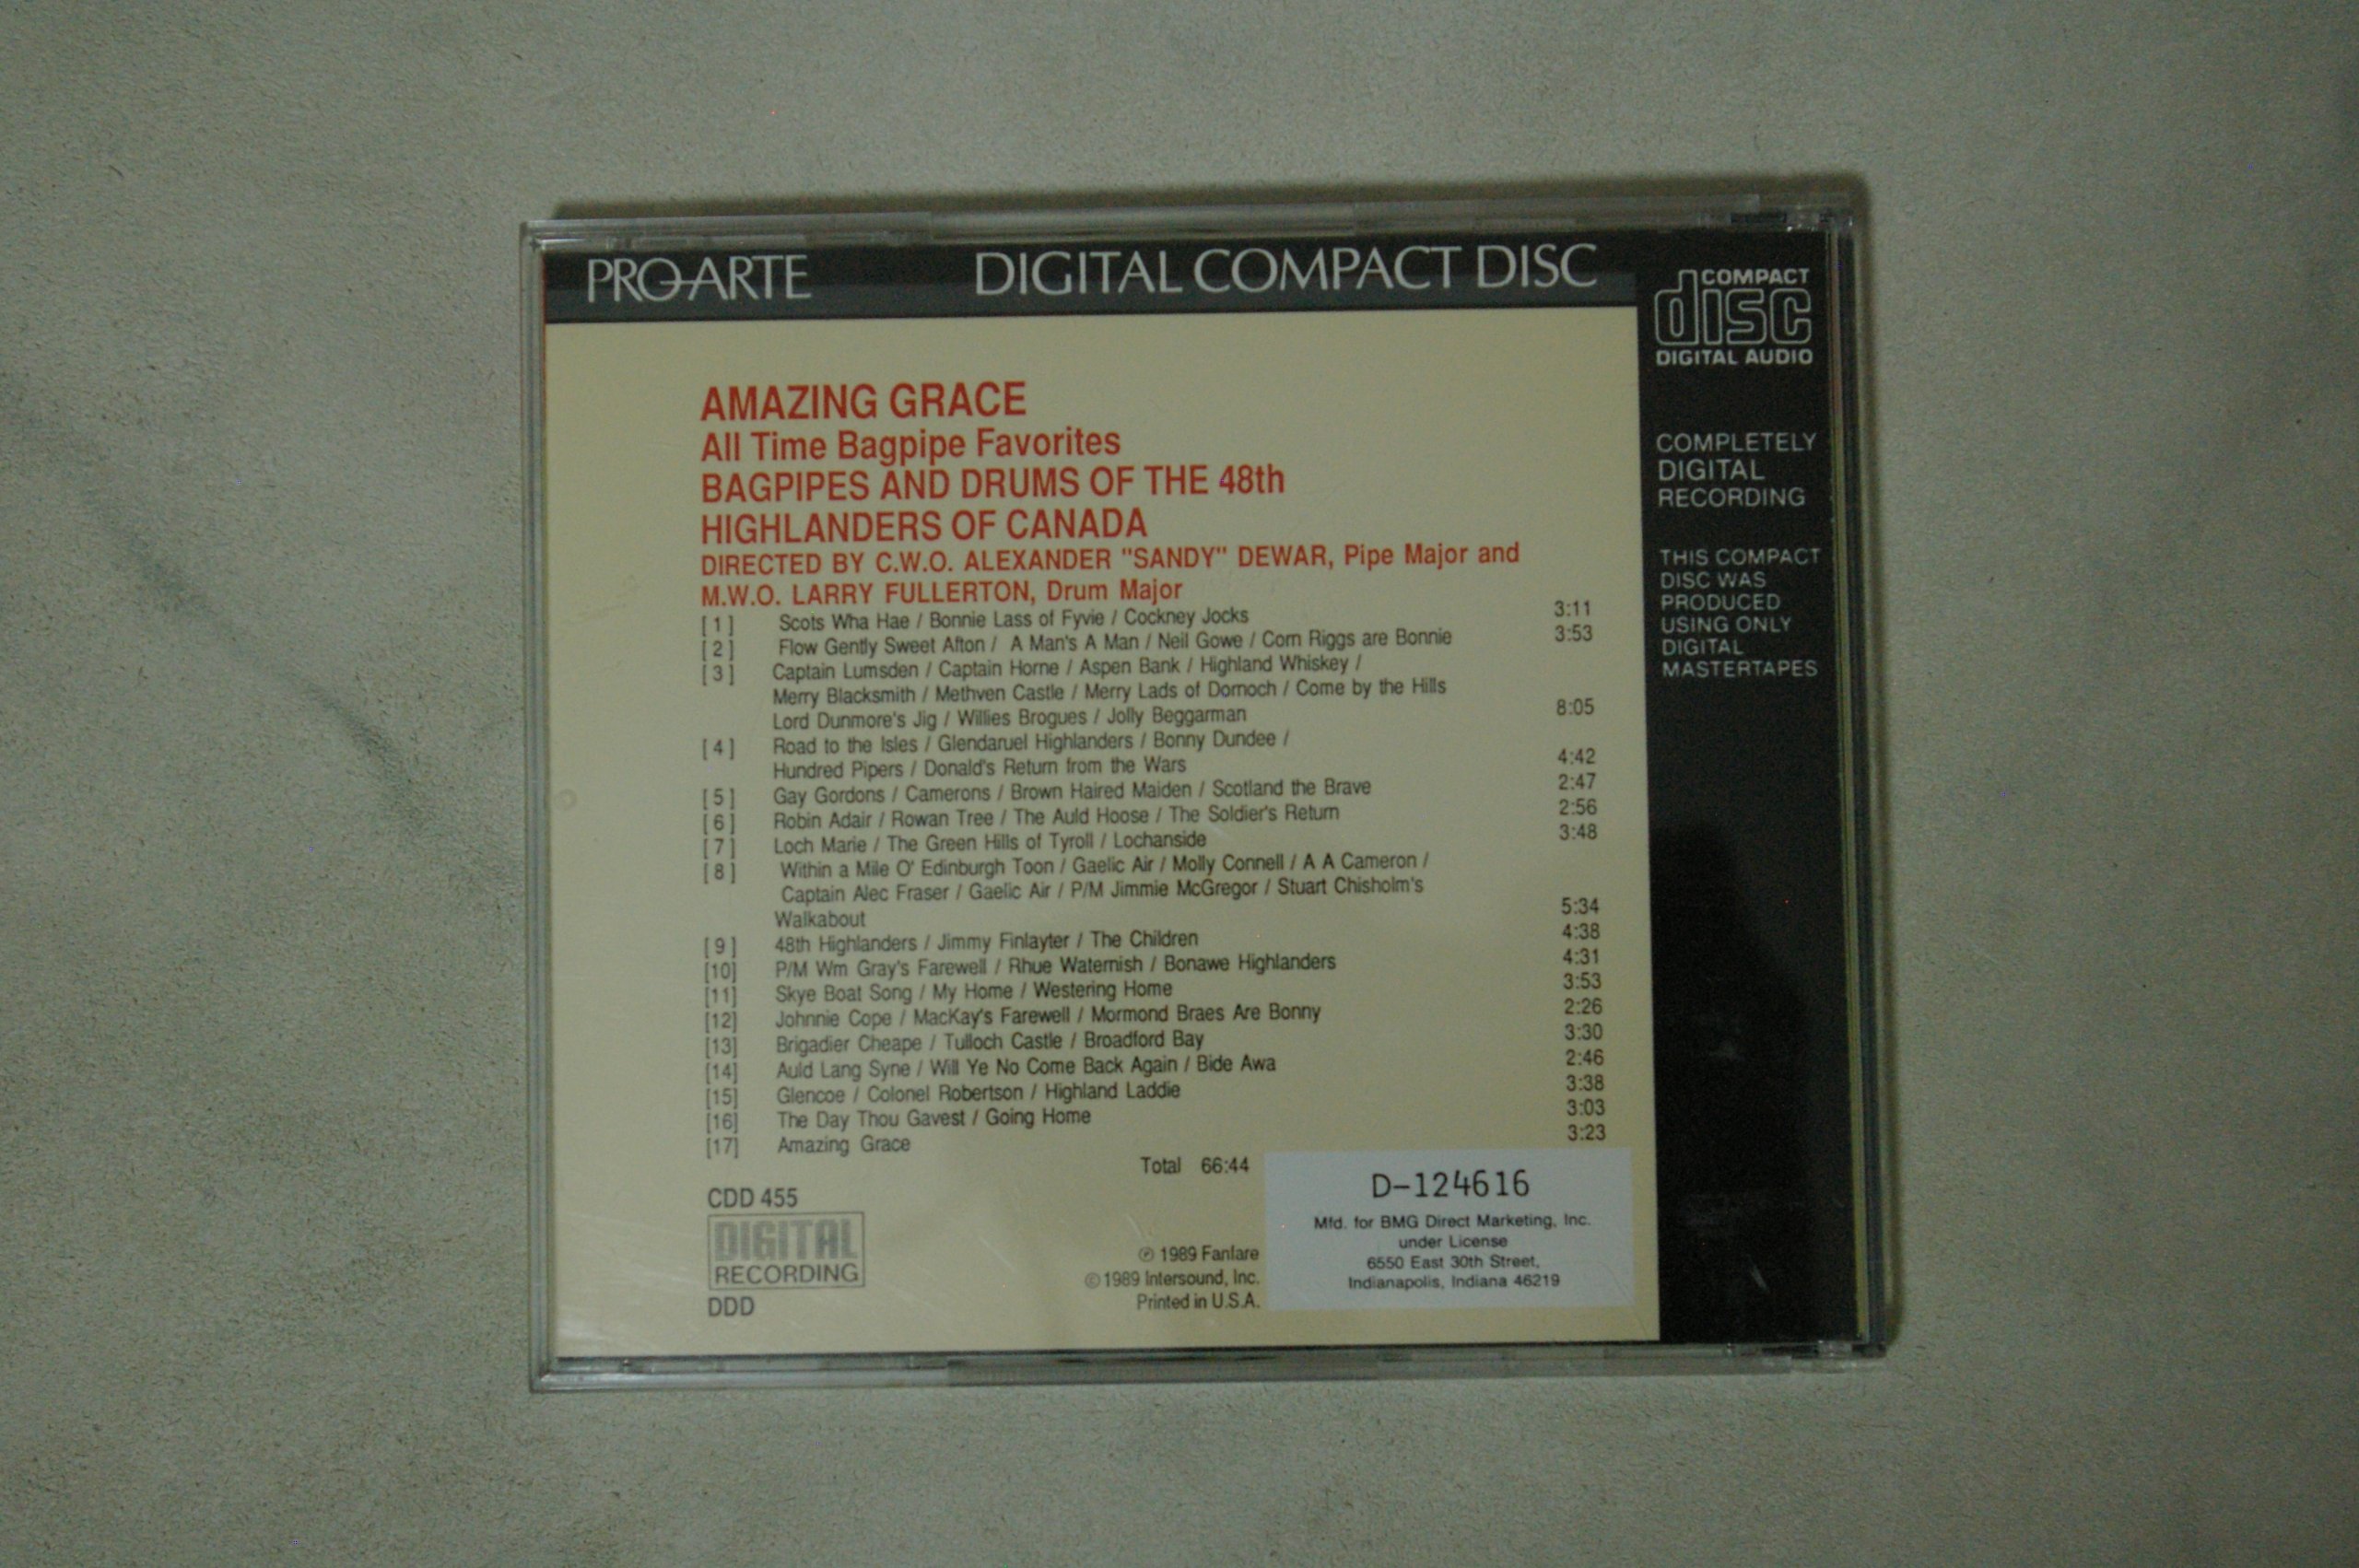 PRO-ARTE DIGITAL COMPACT DISC
COMPACT
disc
DIGITAL AUDIO
COMPLETELY
DIGITAL
RECORDING
THIS COMPACT
DISC WAS
PRODUCED
USING ONLY
DIGITAL
MASTERTAPES
AMAZING GRACE
All Time Bagpipe Favorites
BAGPIPES AND DRUMS OF THE 48th
HIGHLANDERS OF CANADA
DIRECTED BY C.W.O. ALEXANDER "SANDY" DEWAR, Pipe Major and
M.W.O. LARRY FULLERTON, Drum Major
[1] Scots Wha Hae / Bonnie Lass of Fyvie / Cockney Jocks 3:11
[2] Flow Gently Sweet Afton / A Man's A Man / Neil Gowe / Corn Riggs are Bonnie 3:53
[3] Captain Lumsden / Captain Horne / Aspen Bank / Highland Whiskey /
Merry Blacksmith / Methven Castle / Merry Lads of Dornoch / Come by the Hills
Lord Dunmore's Jig / Willies Brogues / Jolly Beggarman 8:05
[4] Road to the Isles / Glendaruel Highlanders / Bonny Dundee /
Hundred Pipers / Donald's Return from the Wars 4:42
[5] Gay Gordons / Camerons / Brown Haired Maiden / Scotland the Brave 2:47
[6] Robin Adair / Rowan Tree / The Auld Hoose / The Soldier's Return 2:56
[7] Loch Marie / The Green Hills of Tyroll / Lochanside 3:48
[8] Within a Mile O' Edinburgh Toon / Gaelic Air / Molly Connell / A A Cameron /
Captain Alec Fraser / Gaelic Air / P/M Jimmie McGregor / Stuart Chisholm's
Walkabout 5:34
[9] 48th Highlanders / Jimmy Finlayter / The Children 4:38
[10] P/M Wm Gray's Farewell / Rhue Waternish / Bonawe Highlanders 4:31
[11] Skye Boat Song / My Home / Westering Home 3:53
[12] Johnnie Cope / MacKay's Farewell / Mormond Braes Are Bonny 2:26
[13] Brigadier Cheape / Tulloch Castle / Broadford Bay 3:30
[14] Auld Lang Syne / Will Ye No Come Back Again / Bide Awa 2:46
[15] Glencoe / Colonel Robertson / Highland Laddie 3:38
[16] The Day Thou Gavest / Going Home 3:03
[17] Amazing Grace 3:23
Total 66:44
CDD 455
DIGITAL
RECORDING
DDD
℗ 1989 Fanfare
© 1989 Intersound, Inc.
Printed in U.S.A.
D-124616
Mfd. for BMG Direct Marketing, Inc.
under License
6550 East 30th Street,
Indianapolis, Indiana 46219